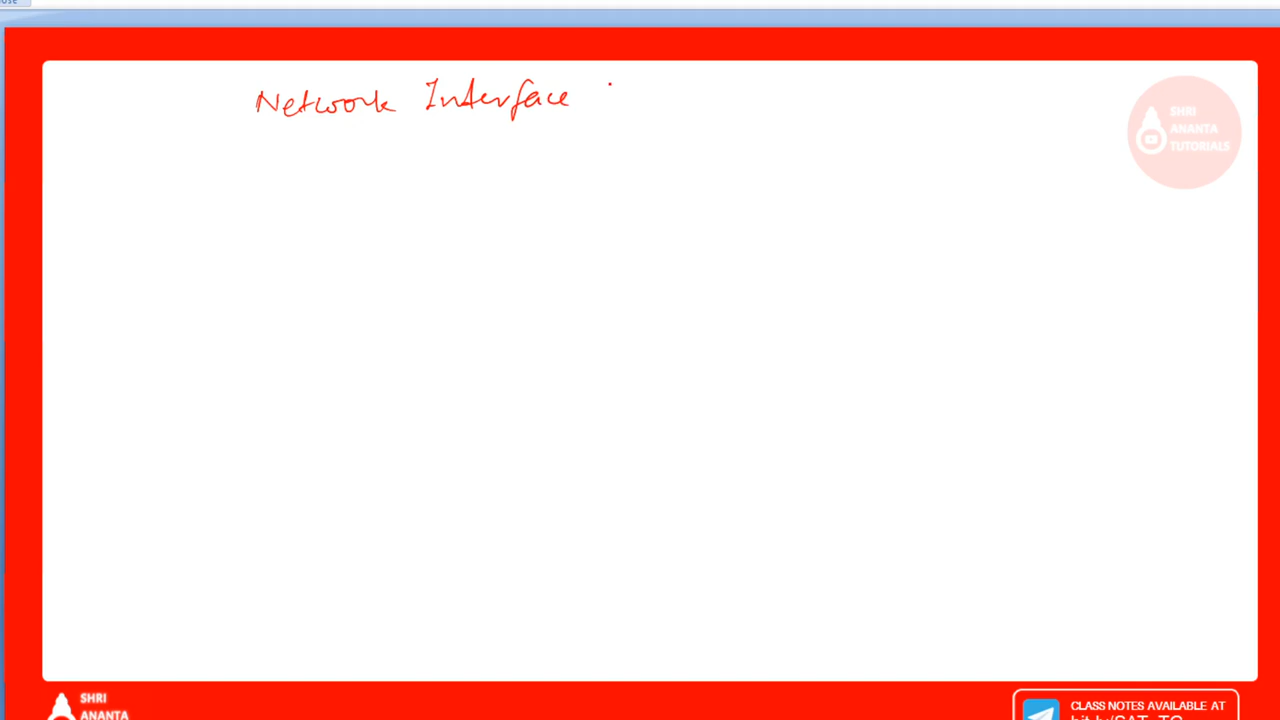 Network Interface
SHRI
ANANTA
TUTORIALS
SHRI
ANANTA
CLASS NOTES AVAILABLE AT